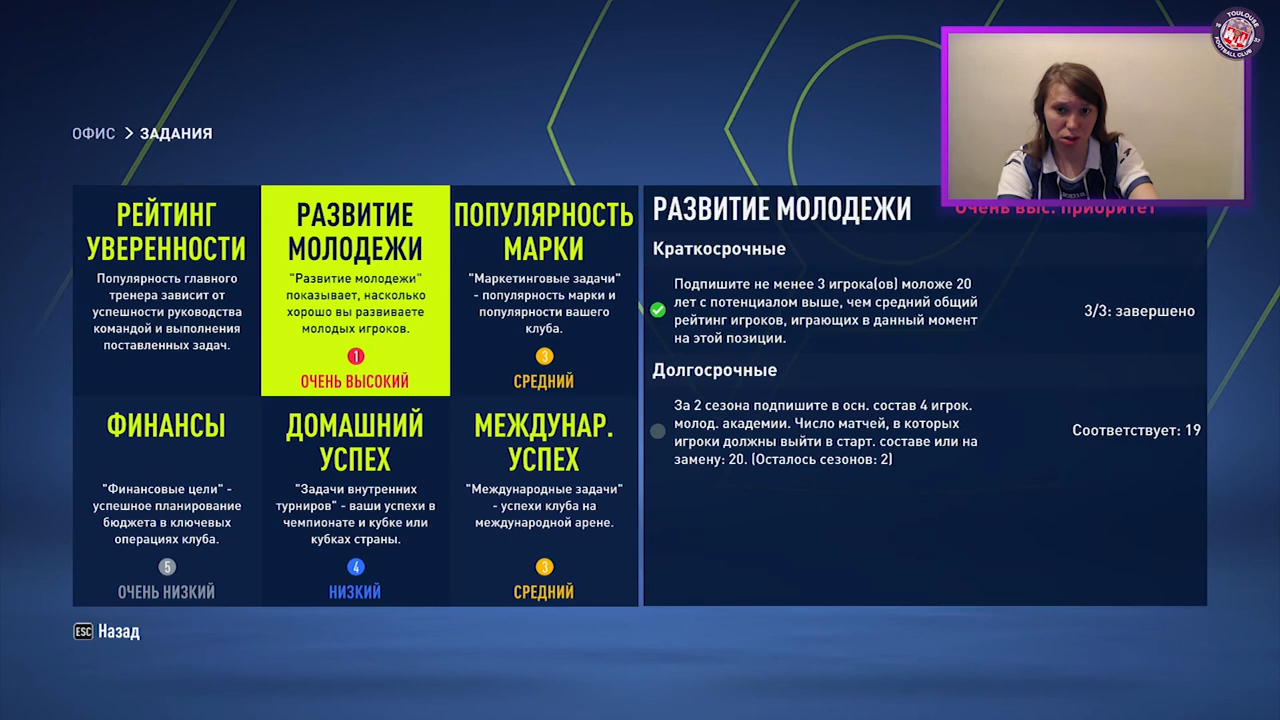 TOULOUSE
FOOTBALL CLUB
ОФИС > ЗАДАНИЯ
РЕЙТИНГ
УВЕРЕННОСТИ
Популярность главного
тренера зависит от
успешности руководства
командой и выполнения
поставленных задач.
РАЗВИТИЕ
МОЛОДЕЖИ
"Развитие молодежи"
показывает, насколько
хорошо вы развиваете
молодых игроков.
1
ОЧЕНЬ ВЫСОКИЙ
ПОПУЛЯРНОСТЬ
МАРКИ
"Маркетинговые задачи"
- популярность марки и
популярности вашего
клуба.
3
СРЕДНИЙ
ФИНАНСЫ
"Финансовые цели" -
успешное планирование
бюджета в ключевых
операциях клуба.
5
ОЧЕНЬ НИЗКИЙ
ДОМАШНИЙ
УСПЕХ
"Задачи внутренних
турниров" - ваши успехи в
чемпионате и кубке или
кубках страны.
4
НИЗКИЙ
МЕЖДУНАР.
УСПЕХ
"Международные задачи"
- успехи клуба на
международной арене.
3
СРЕДНИЙ
РАЗВИТИЕ МОЛОДЕЖИ
Очень выс. приоритет
Краткосрочные
Подпишите не менее 3 игрока(ов) моложе 20
лет с потенциалом выше, чем средний общий
рейтинг игроков, играющих в данный момент
на этой позиции.
3/3: завершено
Долгосрочные
За 2 сезона подпишите в осн. состав 4 игрок.
молод. академии. Число матчей, в которых
игроки должны выйти в старт. составе или на
замену: 20. (Осталось сезонов: 2)
Соответствует: 19
ESC Назад